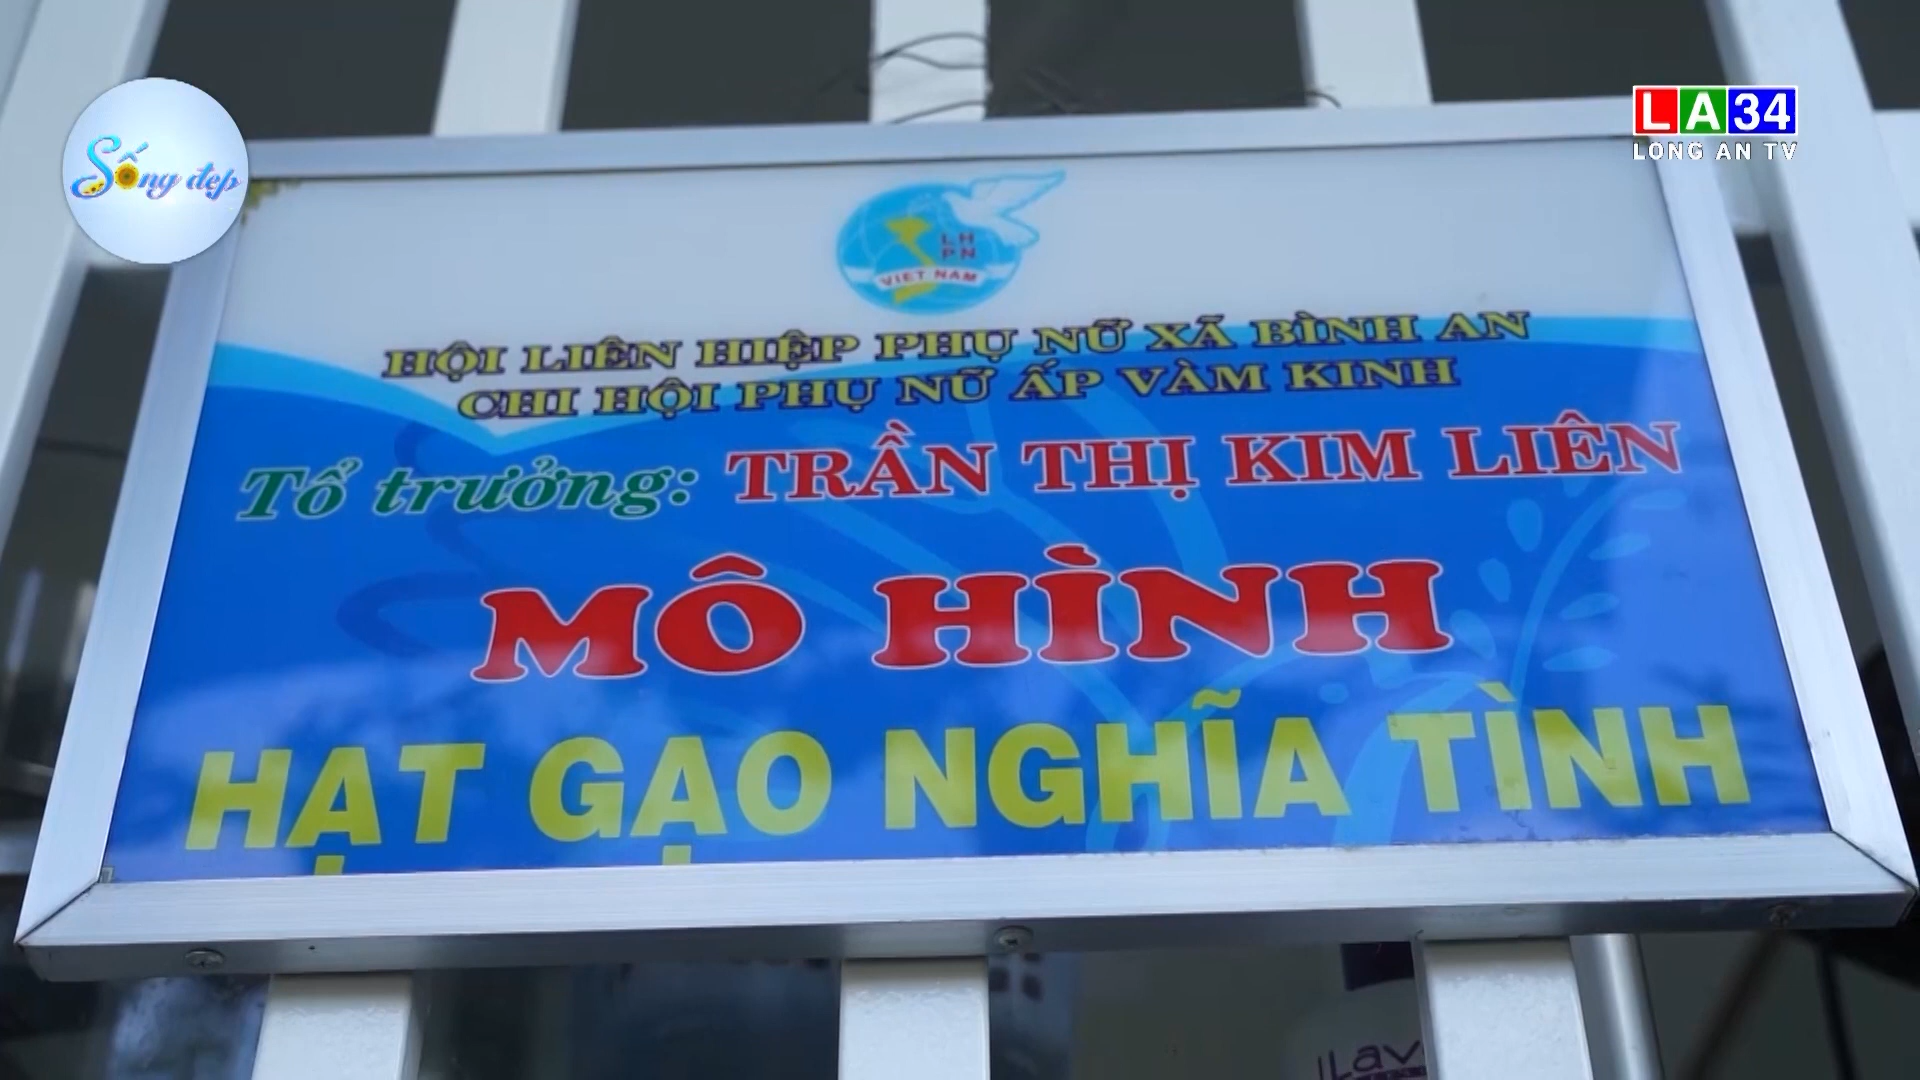 Sống đẹp
LA34
LONG AN TV
LH
PN
VIET NAM
HỘI LIÊN HIỆP PHỤ NỮ XÃ BÌNH AN
CHI HỘI PHỤ NỮ ẤP VÀM KINH
Tổ trưởng: TRẦN THỊ KIM LIÊN
MÔ HÌNH
HẠT GẠO NGHĨA TÌNH